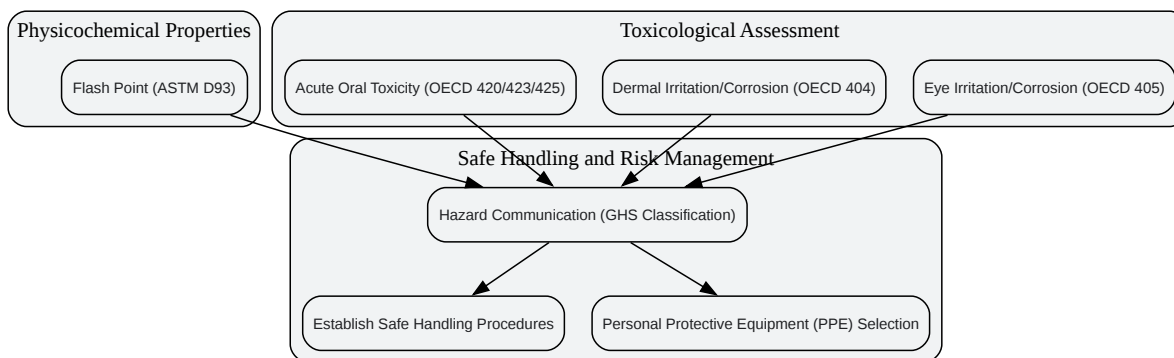 Physicochemical Properties
Toxicological Assessment
Flash Point (ASTM D93)
Acute Oral Toxicity (OECD 420/423/425)
Dermal Irritation/Corrosion (OECD 404)
Eye Irritation/Corrosion (OECD 405)
Safe Handling and Risk Management
Hazard Communication (GHS Classification)
Establish Safe Handling Procedures
Personal Protective Equipment (PPE) Selection